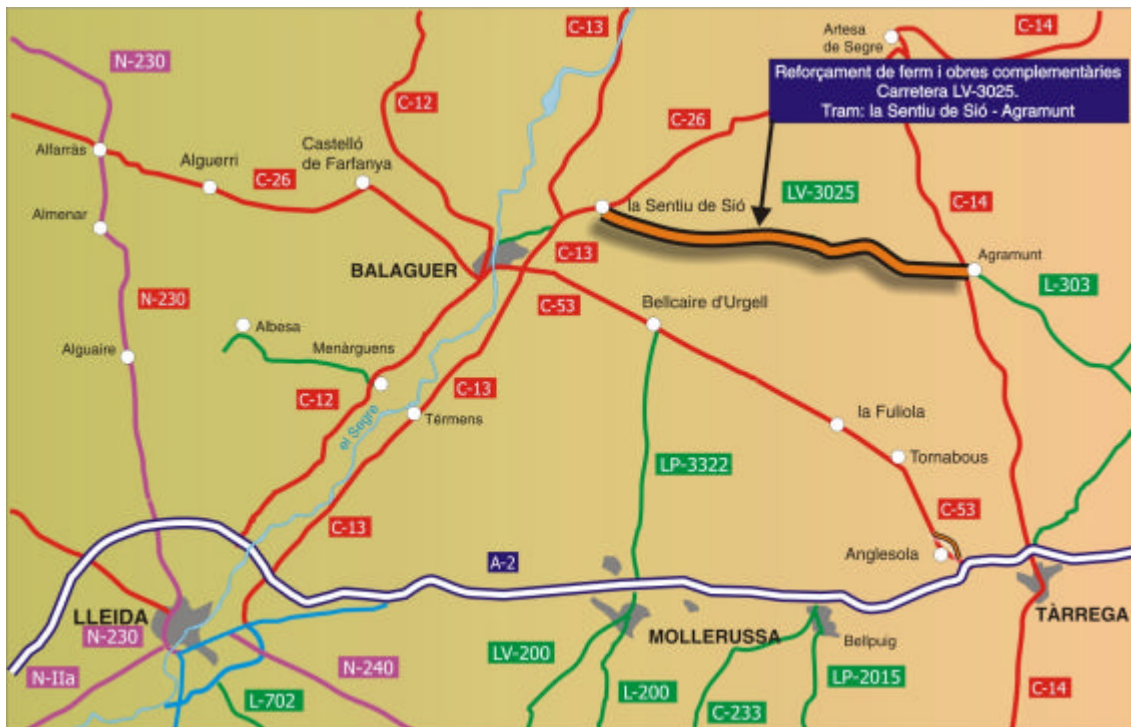 C-13
Artesa
de Segre
C-14
N-230
Reforçament de ferm i obres complementàries
Carretera LV-3025.
Tram: la Sentiu de Sió - Agramunt
C-12
C-26
Alfarràs
Alguerri
Castelló
de Farfanya
C-26
LV-3025
Almenar
la Sentiu de Sió
C-14
BALAGUER
C-13
Agramunt
N-230
C-53
Bellcaire d'Urgell
L-303
Albesa
Alguaire
Menàrguens
C-12
C-13
el Segre
Térmens
la Fuliola
LP-3322
Tornabous
C-13
C-53
A-2
Anglesola
LLEIDA
TÀRREGA
N-230
MOLLERUSSA
Bellpuig
N-IIa
N-240
LV-200
L-702
L-200
C-233
LP-2015
C-14